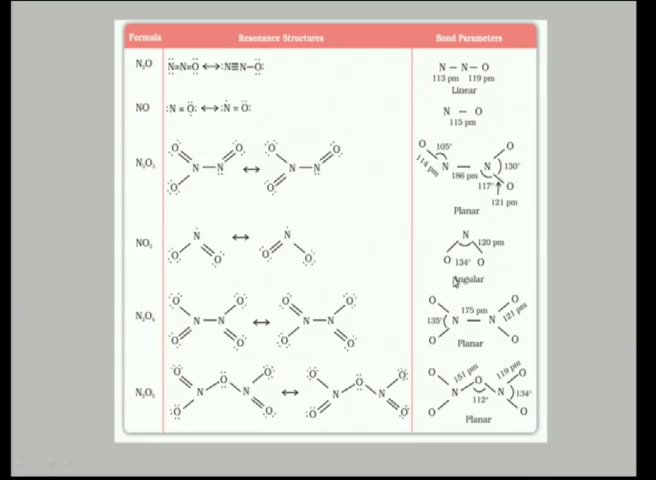 Formula Resonance Structures Bond Parameters
N₂O N=N=O ↔ :N≡N–O: N – N – O
113 pm 119 pm
Linear
NO :N = O: ↔ :N = O: N – O
115 pm
N₂O₃ O O N – N O ↔ O O N – N O O 105° N – N O 130° O
114 pm 186 pm 117° 121 pm
Planar
NO₂ N O O ↔ N O O N 120 pm
O 134° O
Angular
N₂O₄ O O N – N O O ↔ O O N – N O O O 175 pm O 121 pm
135° N – N
O O
Planar
N₂O₅ O O N O N O O ↔ O O N O N O O O 151 pm O 119 pm O
N 112° N 134°
O O
Planar